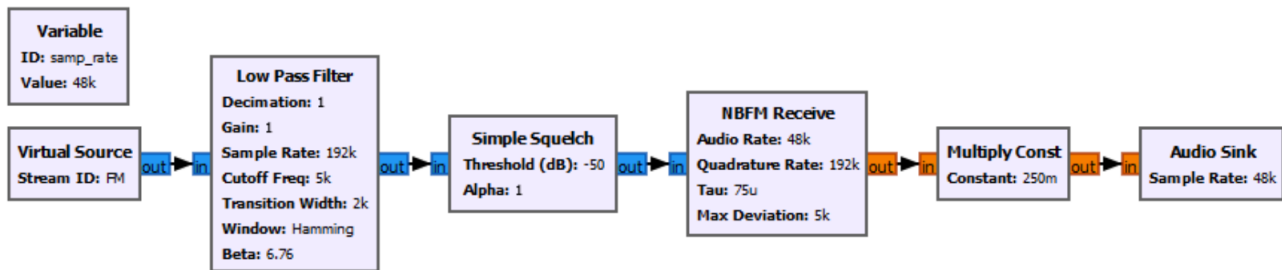 Variable
ID: samp_rate
Value: 48k
Virtual Source
Stream ID: FM
out
in
Low Pass Filter
Decimation: 1
Gain: 1
Sample Rate: 192k
Cutoff Freq: 5k
Transition Width: 2k
Window: Hamming
Beta: 6.76
out
in
Simple Squelch
Threshold (dB): -50
Alpha: 1
out
in
NBFM Receive
Audio Rate: 48k
Quadrature Rate: 192k
Tau: 75u
Max Deviation: 5k
out
in
Multiply Const
Constant: 250m
out
in
Audio Sink
Sample Rate: 48k